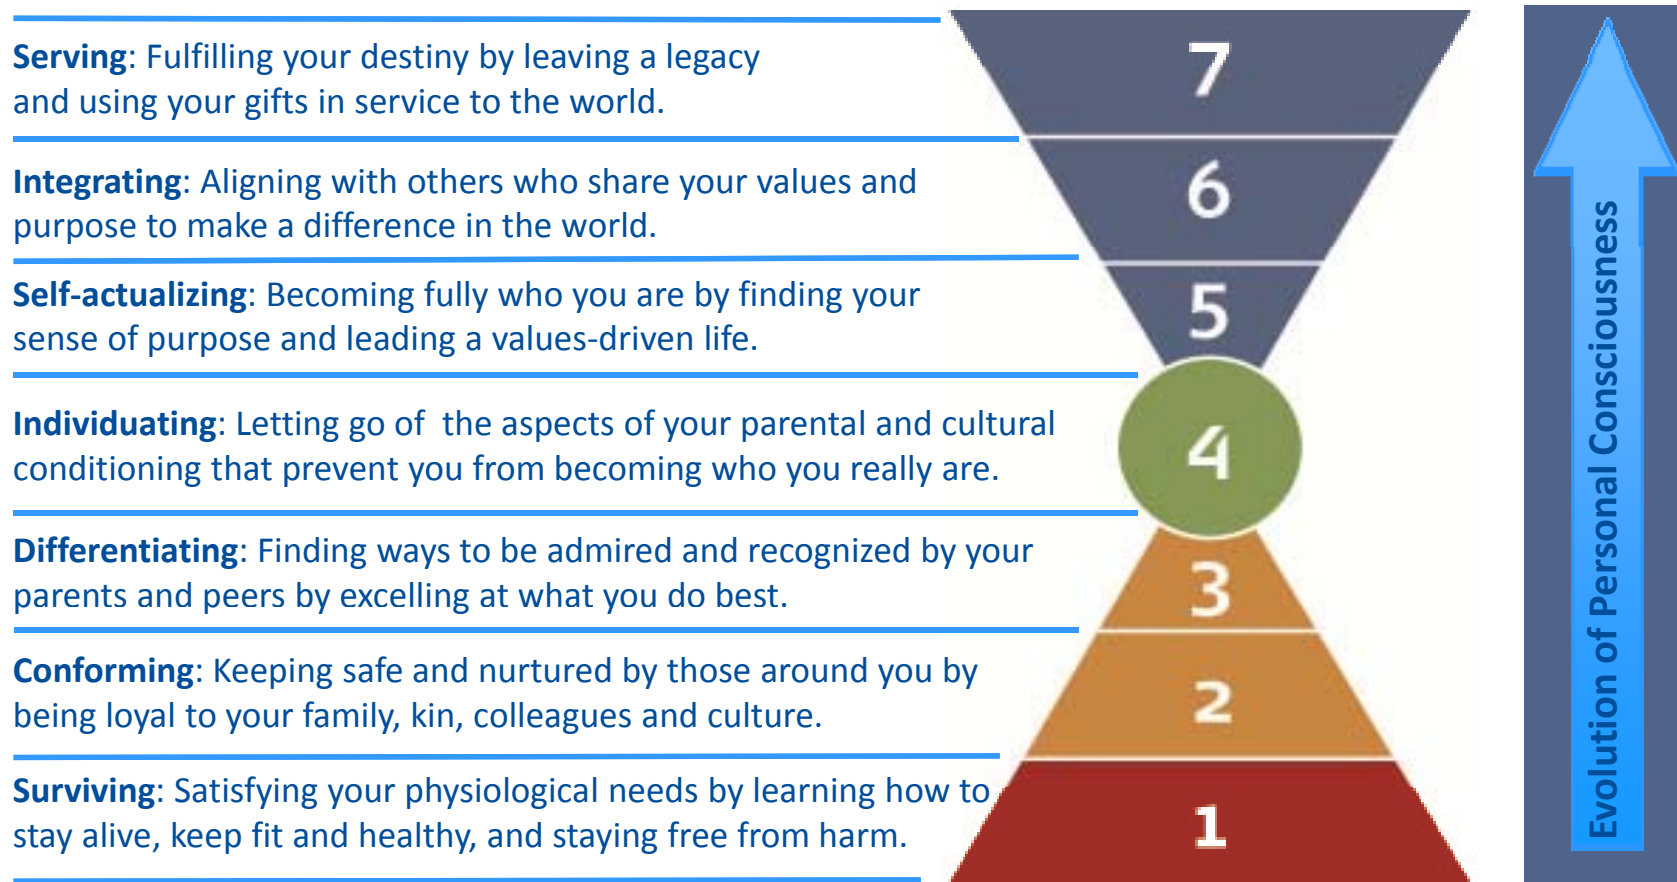 Serving: Fulfilling your destiny by leaving a legacy
and using your gifts in service to the world.
7
Integrating: Aligning with others who share your values and
purpose to make a difference in the world.
6
Self-actualizing: Becoming fully who you are by finding your
sense of purpose and leading a values-driven life.
5
Individuating: Letting go of  the aspects of your parental and cultural
conditioning that prevent you from becoming who you really are.
4
Differentiating: Finding ways to be admired and recognized by your
parents and peers by excelling at what you do best.
3
Conforming: Keeping safe and nurtured by those around you by
being loyal to your family, kin, colleagues and culture.
2
Surviving: Satisfying your physiological needs by learning how to
stay alive, keep fit and healthy, and staying free from harm.
1
Evolution of Personal Consciousness